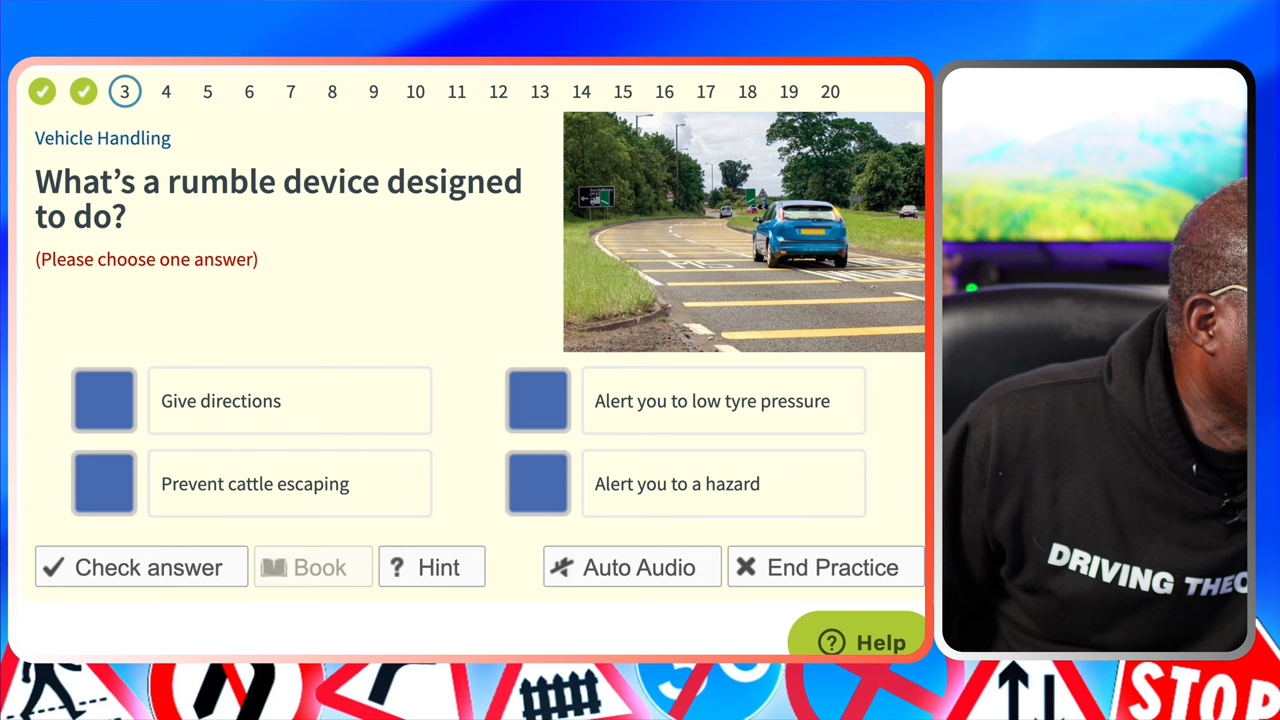 3 4 5 6 7 8 9 10 11 12 13 14 15 16 17 18 19 20
Vehicle Handling
What’s a rumble device designed
to do?
(Please choose one answer)
Give directions
Alert you to low tyre pressure
Prevent cattle escaping
Alert you to a hazard
Check answer
Book
? Hint
Auto Audio
End Practice
? Help
DRIVING THEO
STOP